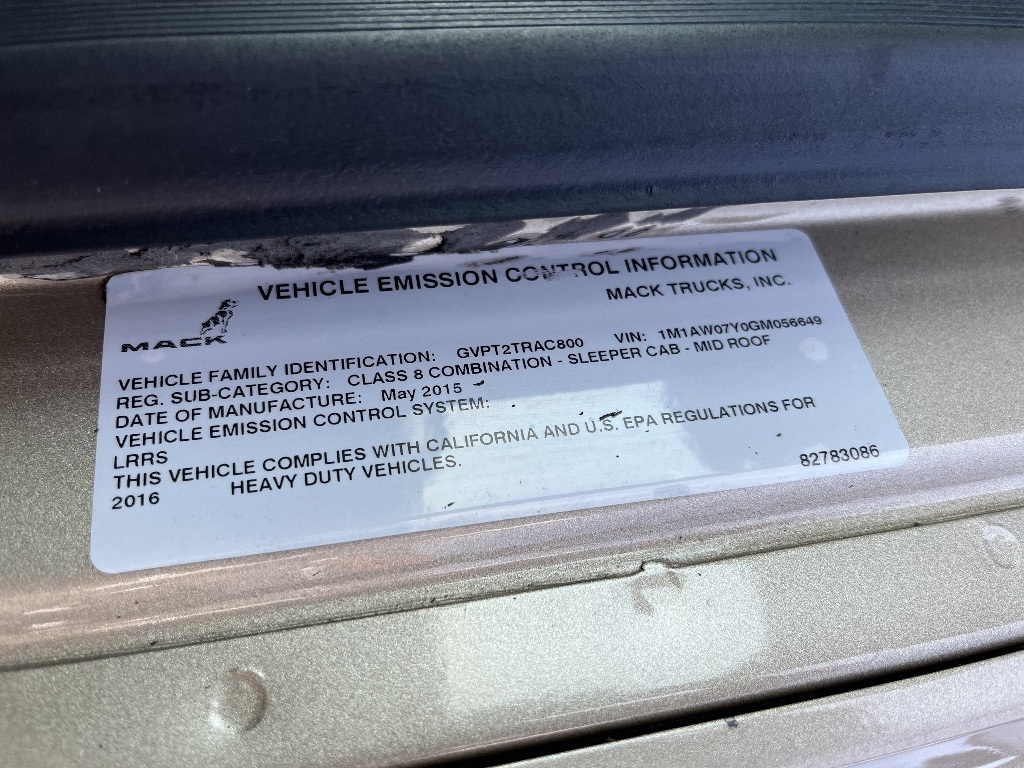 VEHICLE EMISSION CONTROL INFORMATION
MACK TRUCKS, INC.
MACK
VEHICLE FAMILY IDENTIFICATION: GVPT2TRAC800 VIN: 1M1AW07Y0GM056649
REG. SUB-CATEGORY: CLASS 8 COMBINATION - SLEEPER CAB - MID ROOF
DATE OF MANUFACTURE: May 2015
VEHICLE EMISSION CONTROL SYSTEM:
LRRS
THIS VEHICLE COMPLIES WITH CALIFORNIA AND U.S. EPA REGULATIONS FOR
2016 HEAVY DUTY VEHICLES.
82783086